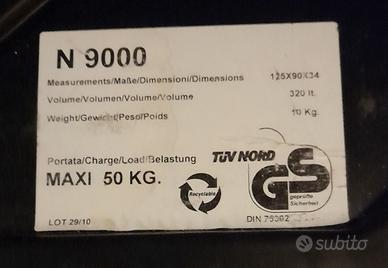 N 9000
Measurements/Maße/Dimensioni/Dimensions 125X90X34
Volume/Volumen/Volume/Volume 320 lt.
Weight/Gewicht/Peso/Poids 10 Kg.
Portata/Charge/Load/Belastung
MAXI 50 KG.
Recyclable
TÜV NORD
GS
geprüfte
Sicherheit
LOT 29/10
DIN 75302
subito